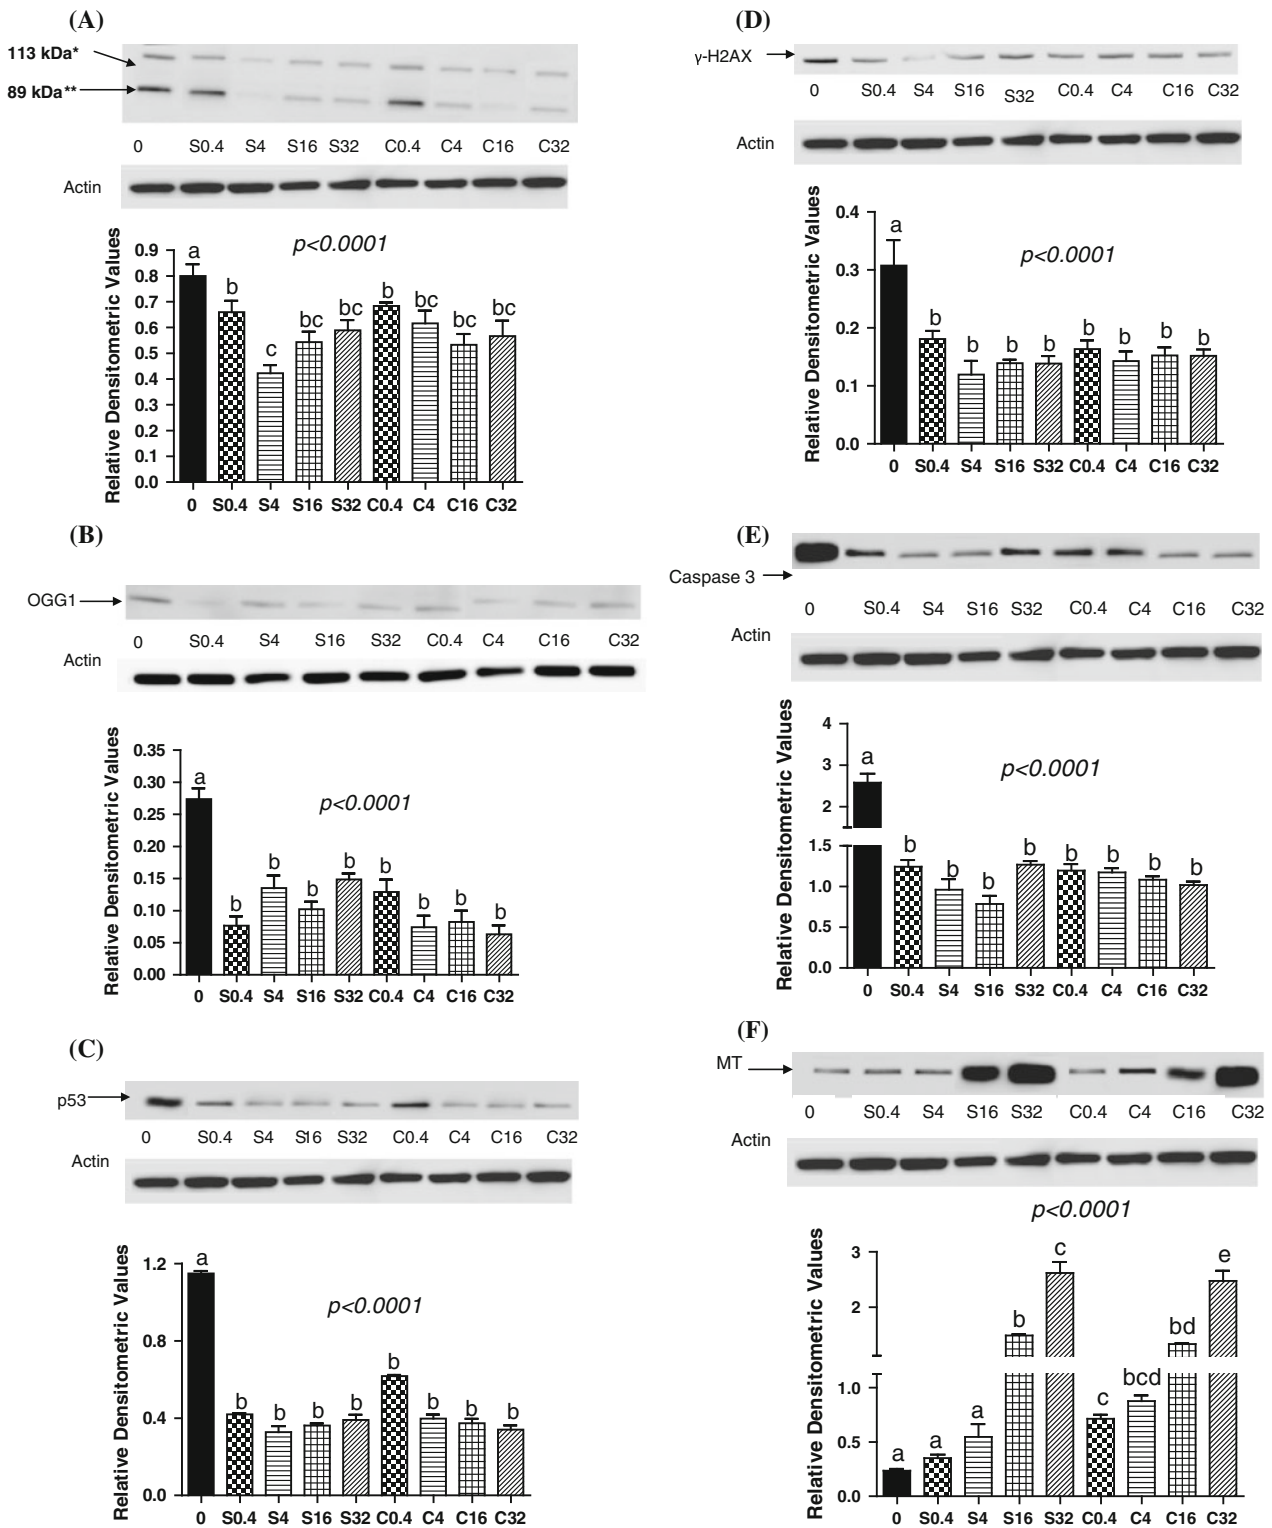 (A)
113 kDa*
89 kDa**
0 S0.4 S4 S16 S32 C0.4 C4 C16 C32
Actin
Relative Densitometric Values
p<0.0001
0.9
0.8
0.7
0.6
0.5
0.4
0.3
0.2
0.1
0.0
a b c bc bc b bc bc bc
0 S0.4 S4 S16 S32 C0.4 C4 C16 C32
(B)
OGG1
0 S0.4 S4 S16 S32 C0.4 C4 C16 C32
Actin
Relative Densitometric Values
p<0.0001
0.35
0.30
0.25
0.20
0.15
0.10
0.05
0.00
a b b b b b b b b
0 S0.4 S4 S16 S32 C0.4 C4 C16 C32
(C)
p53
0 S0.4 S4 S16 S32 C0.4 C4 C16 C32
Actin
Relative Densitometric Values
p<0.0001
1.2
0.8
0.4
0.0
a b b b b b b b b
0 S0.4 S4 S16 S32 C0.4 C4 C16 C32
(D)
γ-H2AX
0 S0.4 S4 S16 S32 C0.4 C4 C16 C32
Actin
Relative Densitometric Values
p<0.0001
0.4
0.3
0.2
0.1
0.0
a b b b b b b b b
0 S0.4 S4 S16 S32 C0.4 C4 C16 C32
(E)
Caspase 3
0 S0.4 S4 S16 S32 C0.4 C4 C16 C32
Actin
Relative Densitometric Values
p<0.0001
4
3
2
1.5
1.0
0.5
0.0
a b b b b b b b b
0 S0.4 S4 S16 S32 C0.4 C4 C16 C32
(F)
MT
0 S0.4 S4 S16 S32 C0.4 C4 C16 C32
Actin
p<0.0001
Relative Densitometric Values
3
2
1.0
0.5
0.0
a a a b c c bcd bd e
0 S0.4 S4 S16 S32 C0.4 C4 C16 C32